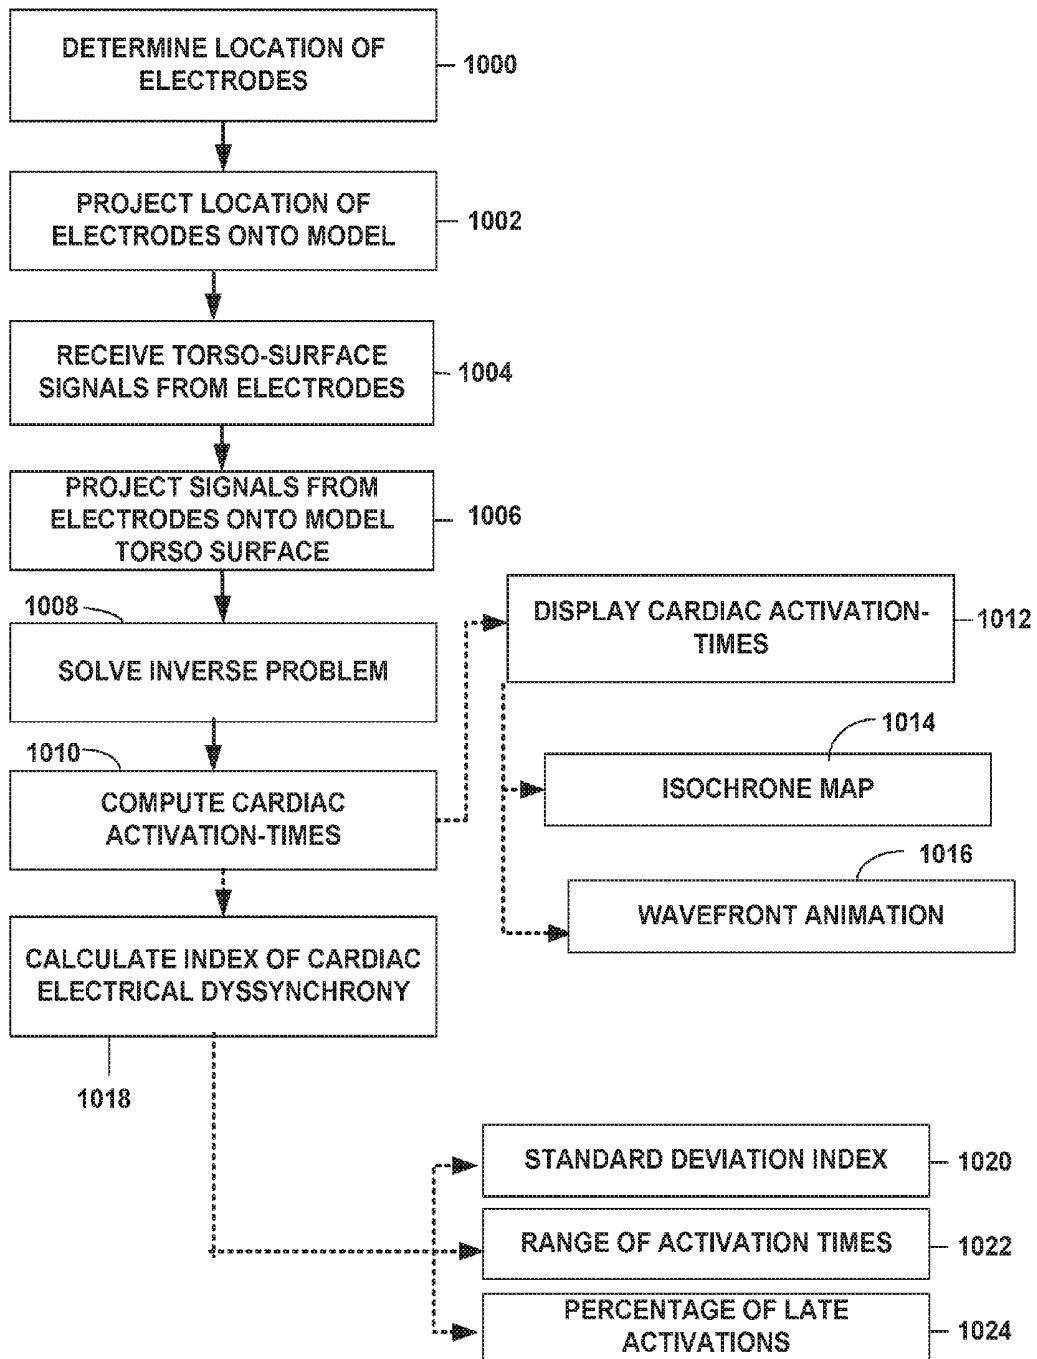 DETERMINE LOCATION OF
ELECTRODES
1000
PROJECT LOCATION OF
ELECTRODES ONTO MODEL
1002
RECEIVE TORSO-SURFACE
SIGNALS FROM ELECTRODES
1004
PROJECT SIGNALS FROM
ELECTRODES ONTO MODEL
TORSO SURFACE
1006
1008
SOLVE INVERSE PROBLEM
1010
COMPUTE CARDIAC
ACTIVATION-TIMES
DISPLAY CARDIAC ACTIVATION-
TIMES
1012
1014
ISOCHRONE MAP
1016
WAVEFRONT ANIMATION
CALCULATE INDEX OF CARDIAC
ELECTRICAL DYSSYNCHRONY
1018
STANDARD DEVIATION INDEX
1020
RANGE OF ACTIVATION TIMES
1022
PERCENTAGE OF LATE
ACTIVATIONS
1024